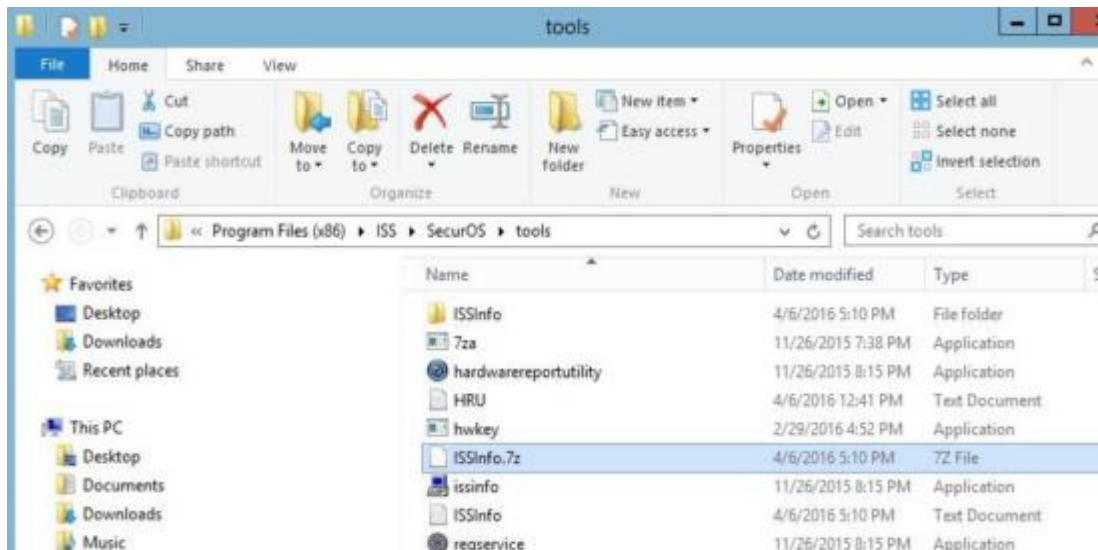 tools
File Home Share View
Copy
Paste
Cut
Copy path
Paste shortcut
Move to
Copy to
Delete
Rename
New folder
New item
Easy access
Properties
Open
Edit
Select all
Select none
Invert selection
Clipboard Organize New Open Select
« Program Files (x86) ISS SecurOS tools Search tools
Name Date modified Type
Favorites
Desktop
Downloads
Recent places
This PC
Desktop
Documents
Downloads
Music
ISSInfo 4/6/2016 5:10 PM File folder
7za 11/26/2015 7:38 PM Application
hardwarereportutility 11/26/2015 8:15 PM Application
HRU 4/6/2016 12:41 PM Text Document
hwkey 2/29/2016 4:52 PM Application
ISSInfo.7z 4/6/2016 5:10 PM 7Z File
issinfo 11/26/2015 8:15 PM Application
ISSInfo 4/6/2016 5:10 PM Text Document
regservice 11/26/2015 8:15 PM Application